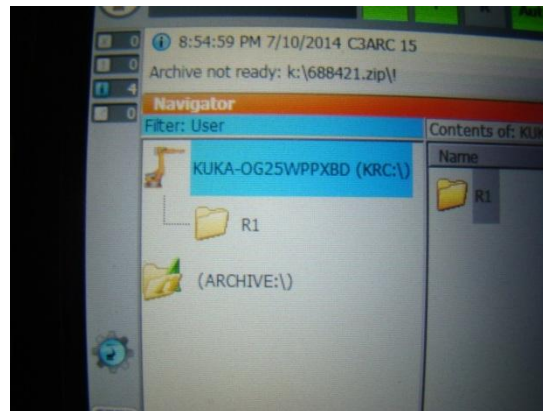 0
0
4
0
8:54:59 PM 7/10/2014 C3ARC 15
Archive not ready: k:\688421.zip\!
Navigator
Filter: User
Contents of:
Name
KUKA-OG25WPPXBD (KRC:\)
R1
R1
(ARCHIVE:\)